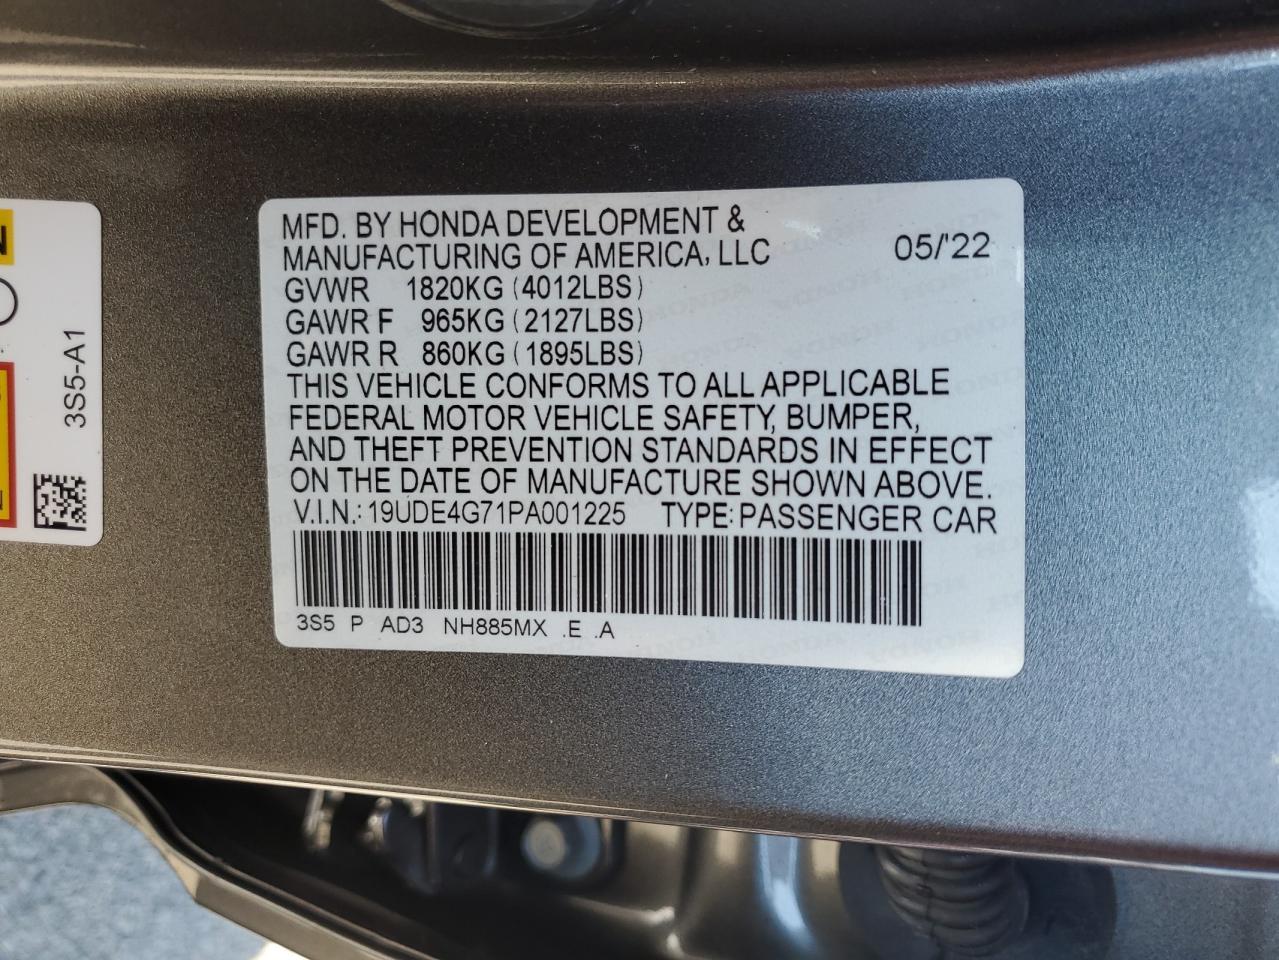 MFD. BY HONDA DEVELOPMENT &
MANUFACTURING OF AMERICA, LLC 05/'22
GVWR 1820KG (4012LBS)
GAWR F 965KG (2127LBS)
GAWR R 860KG (1895LBS)
THIS VEHICLE CONFORMS TO ALL APPLICABLE
FEDERAL MOTOR VEHICLE SAFETY, BUMPER,
AND THEFT PREVENTION STANDARDS IN EFFECT
ON THE DATE OF MANUFACTURE SHOWN ABOVE.
V.I.N.: 19UDE4G71PA001225 TYPE: PASSENGER CAR
3S5 P AD3 NH885MX .E .A
3S5-A1